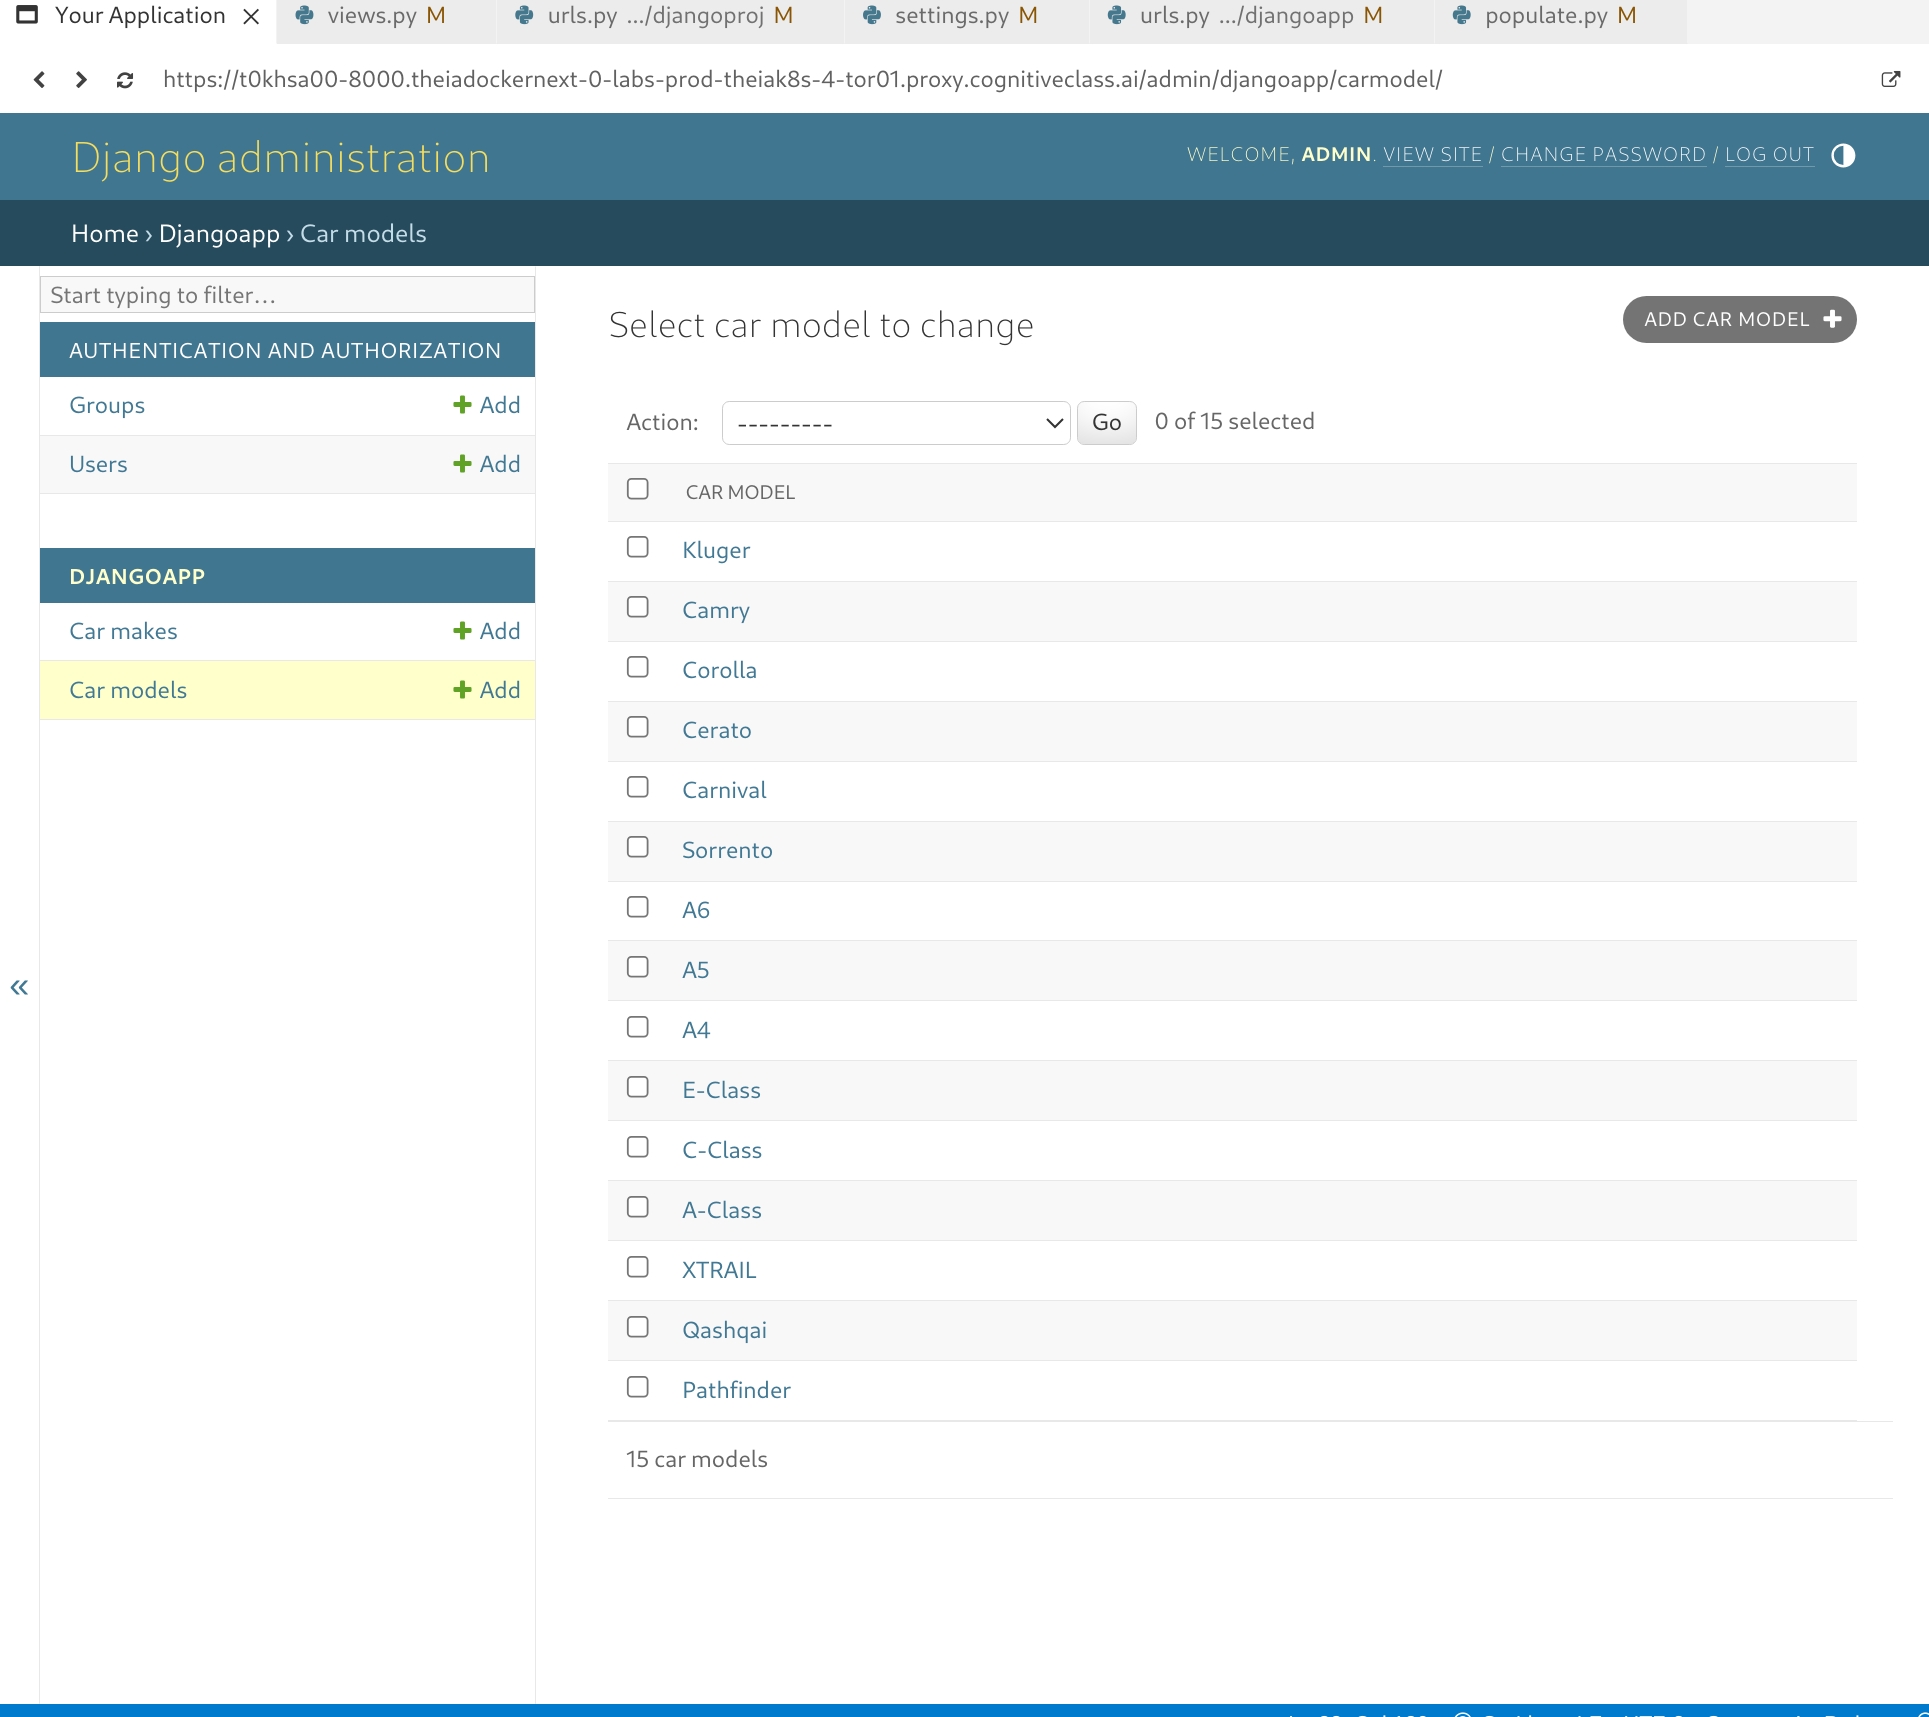 Your Application
views.py M
urls.py .../djangoproj M
settings.py M
urls.py .../djangoapp M
populate.py M
https://t0khsa00-8000.theiadockernext-0-labs-prod-theiak8s-4-tor01.proxy.cognitiveclass.ai/admin/djangoapp/carmodel/
Django administration
WELCOME, ADMIN. VIEW SITE / CHANGE PASSWORD / LOG OUT
Home › Djangoapp › Car models
Start typing to filter...
AUTHENTICATION AND AUTHORIZATION
Groups
Add
Users
Add
DJANGOAPP
Car makes
Add
Car models
Add
«
Select car model to change
ADD CAR MODEL
Action:
---------
Go
0 of 15 selected
CAR MODEL
Kluger
Camry
Corolla
Cerato
Carnival
Sorrento
A6
A5
A4
E-Class
C-Class
A-Class
XTRAIL
Qashqai
Pathfinder
15 car models